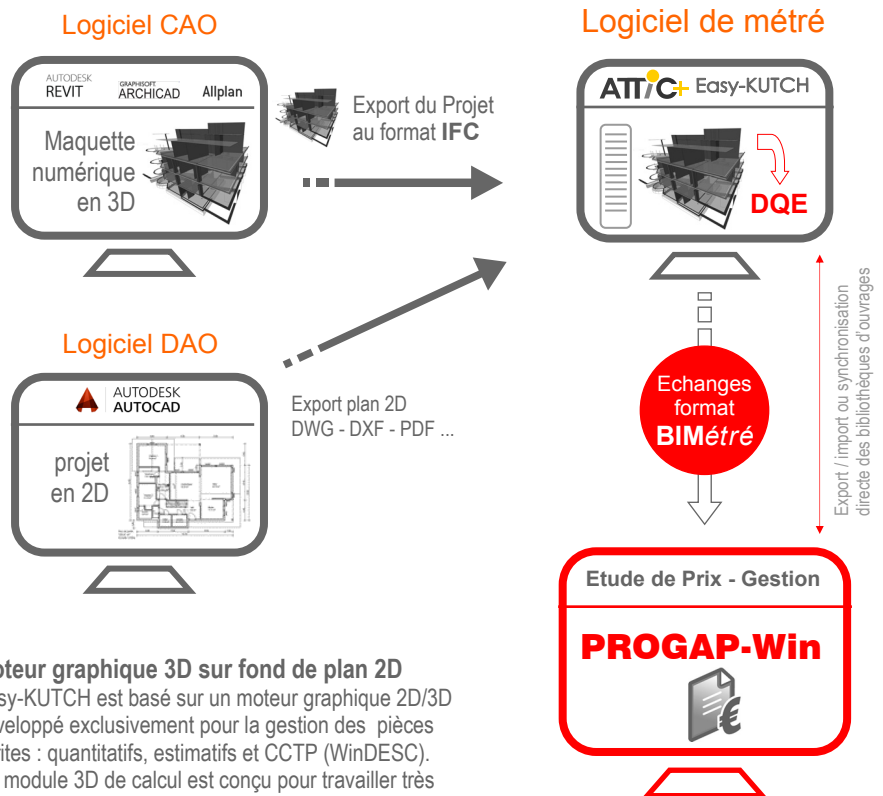 Logiciel CAO
AUTODESK
REVIT
GRAPHISOFT
ARCHICAD
Allplan
Maquette
numérique
en 3D
Export du Projet
au format IFC
Logiciel de métré
ATTiC+ Easy-KUTCH
DQE
Logiciel DAO
AUTODESK
AUTOCAD
projet
en 2D
Export plan 2D
DWG - DXF - PDF ...
Echanges
format
BIMétré
Export / import ou synchronisation
directe des bibliothèques d'ouvrages
Etude de Prix - Gestion
PROGAP-Win
€
oteur graphique 3D sur fond de plan 2D
sy-KUTCH est basé sur un moteur graphique 2D/3D
veloppé exclusivement pour la gestion des pièces
rites : quantitatifs, estimatifs et CCTP (WinDESC).
module 3D de calcul est conçu pour travailler très